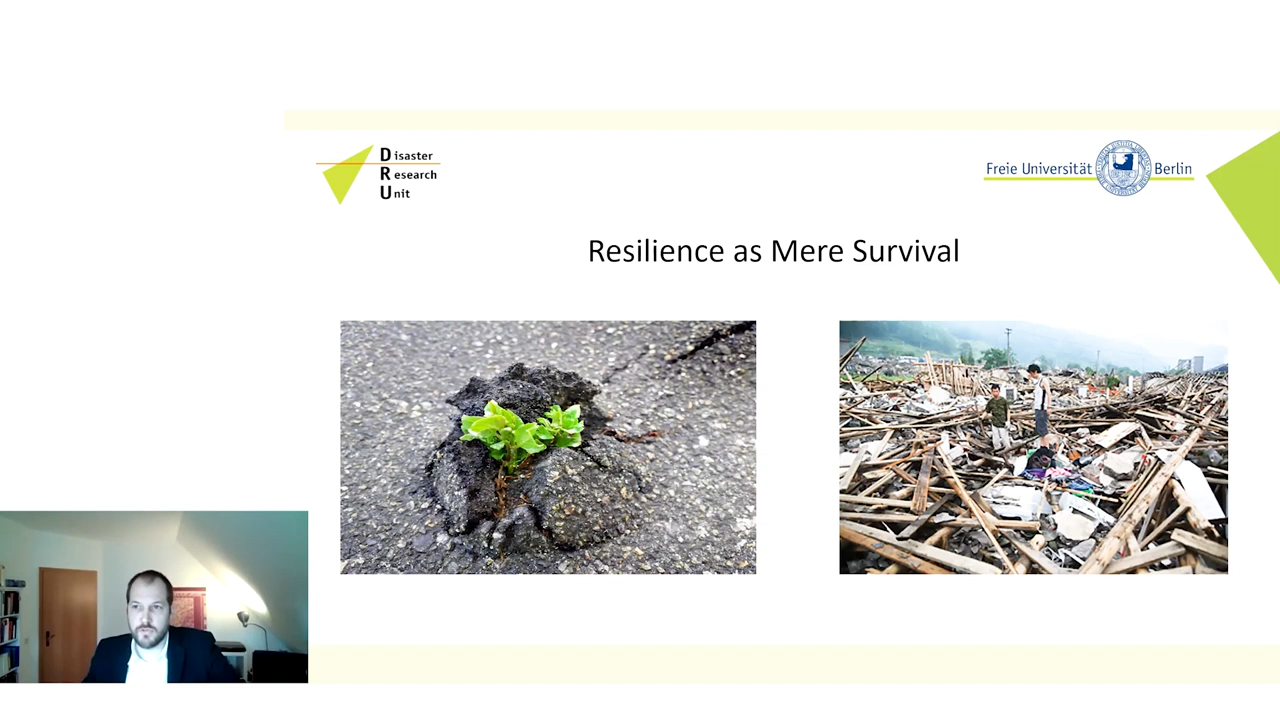 Disaster
Research
Unit
Freie Universität Berlin
Resilience as Mere Survival